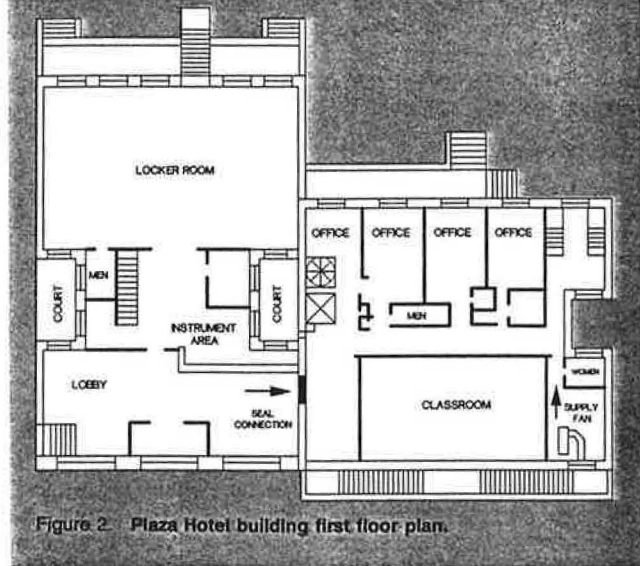 LOCKER ROOM
OFFICE
OFFICE
OFFICE
OFFICE
MEN
COURT
COURT
MEN
INSTRUMENT
AREA
LOBBY
SEAL
CONNECTION
CLASSROOM
WOMEN
SUPPLY
FAN
Figure 2. Plaza Hotel building first floor plan.